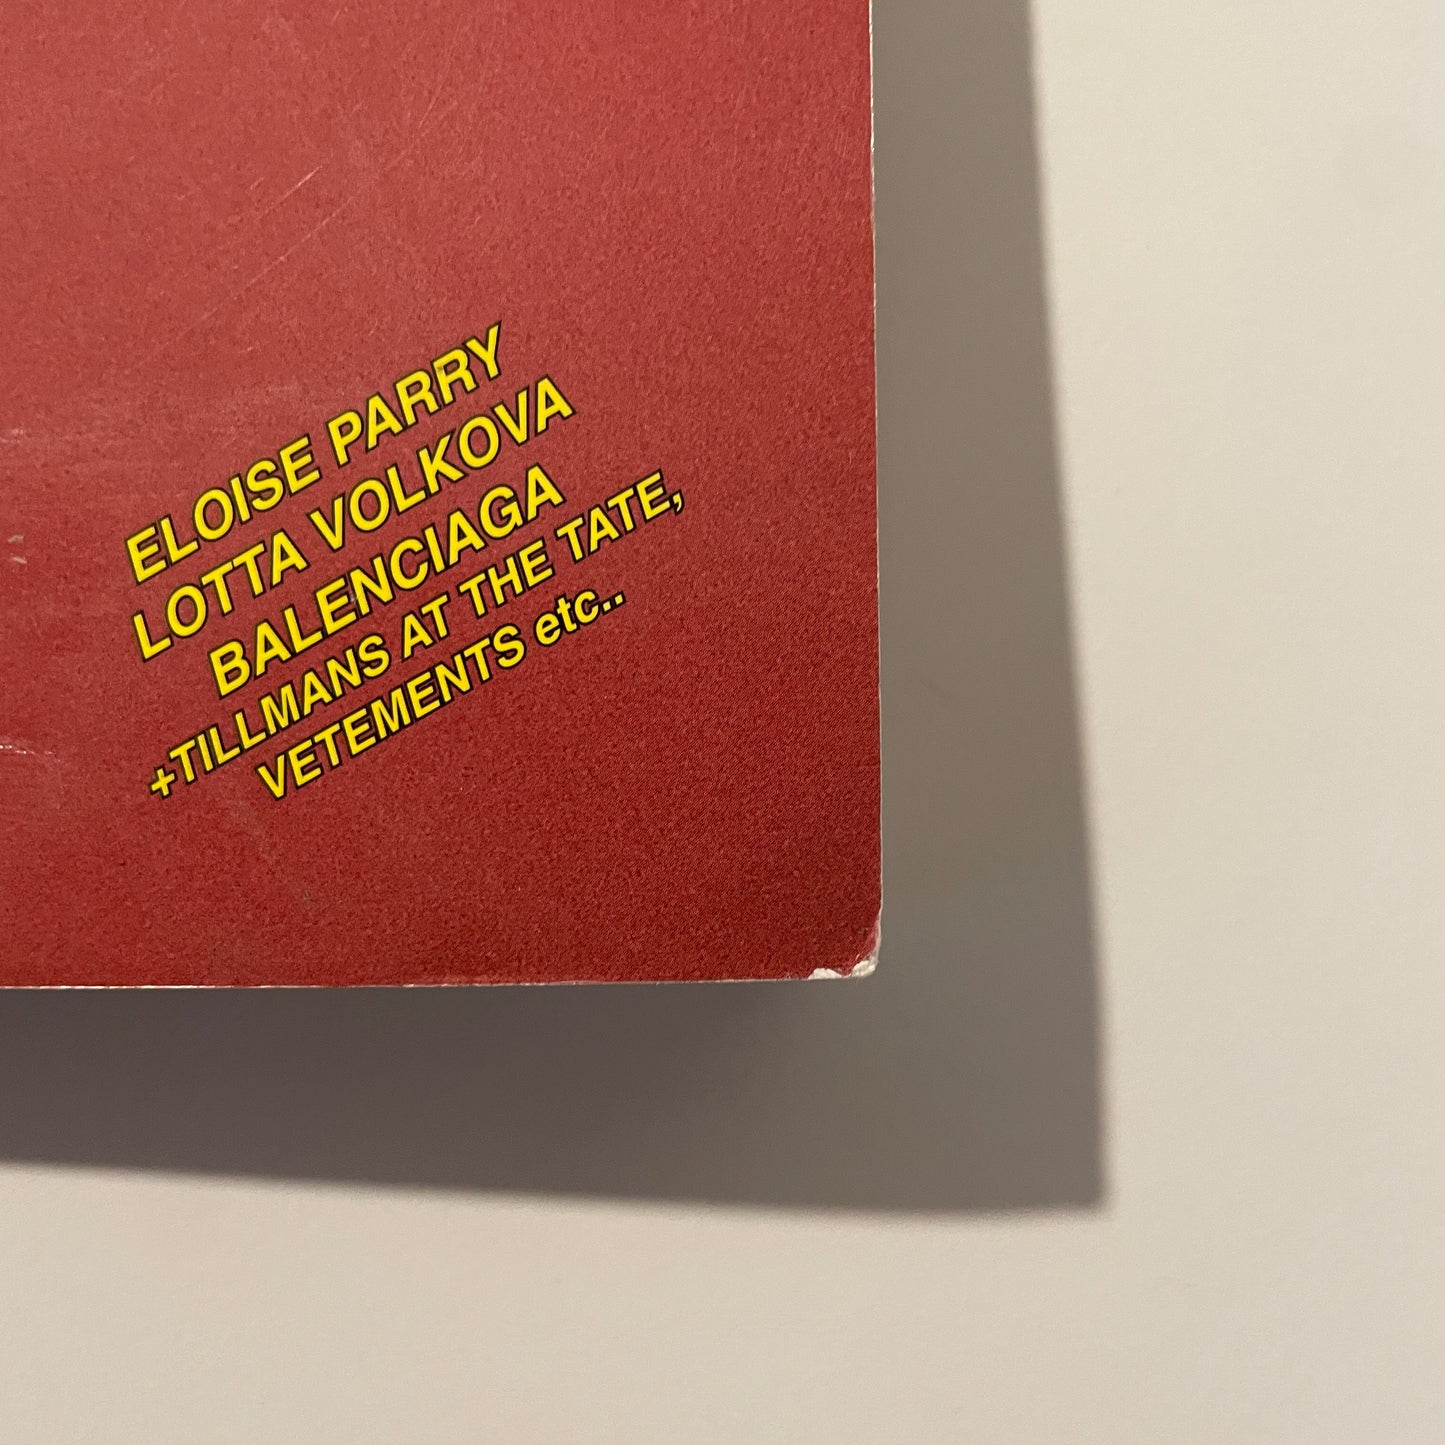 ELOISE PARRY
LOTTA VOLKOVA
BALENCIAGA
+TILLMANS AT THE TATE,
VETEMENTS etc..